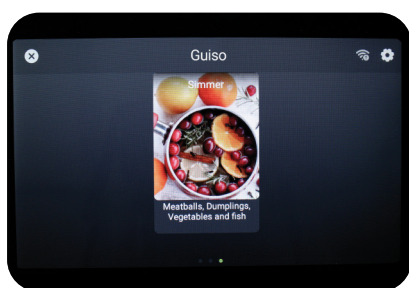 Guiso
Simmer
Meatballs, Dumplings,
Vegetables and fish